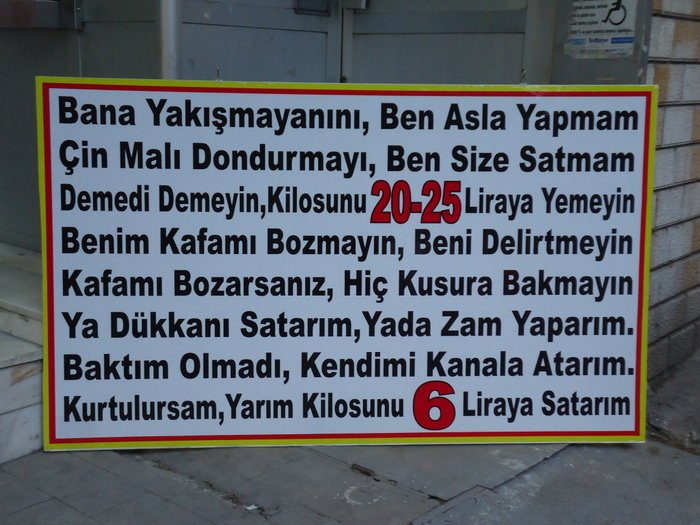 Bana Yakışmayanını, Ben Asla Yapmam
Çin Malı Dondurmayı, Ben Size Satmam
Demedi Demeyin,Kilosunu 20-25 Liraya Yemeyin
Benim Kafamı Bozmayın, Beni Delirtmeyin
Kafamı Bozarsanız, Hiç Kusura Bakmayın
Ya Dükkanı Satarım,Yada Zam Yaparım.
Baktım Olmadı, Kendimi Kanala Atarım.
Kurtulursam,Yarım Kilosunu 6 Liraya Satarım